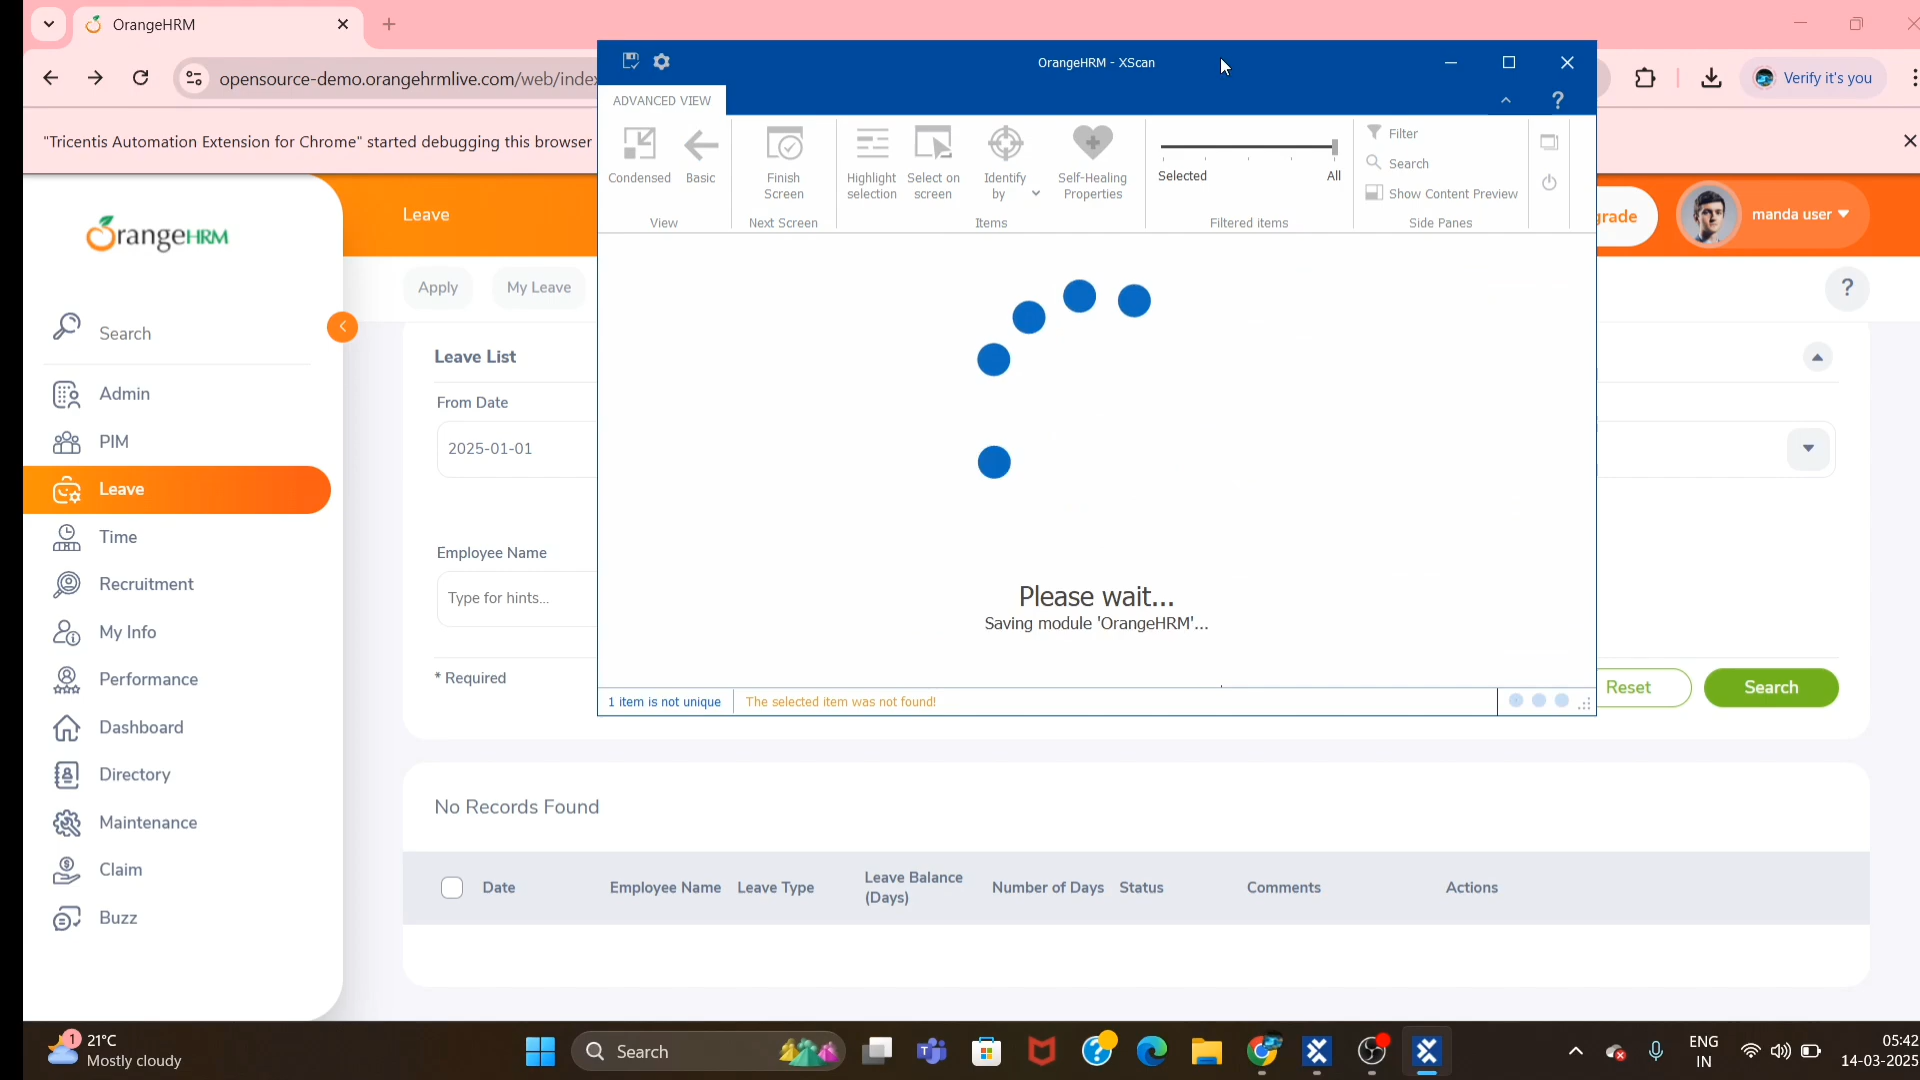 OrangeHRM
opensource-demo.orangehrmlive.com/web/index
Verify it's you
"Tricentis Automation Extension for Chrome" started debugging this browser
OrangeHRM - XScan
ADVANCED VIEW
Condensed
Basic
View
Finish
Screen
Next Screen
Highlight
selection
Select on
screen
Identify
by
Self-Healing
Properties
Items
Selected
All
Filtered items
Filter
Search
Show Content Preview
Side Panes
Please wait...
Saving module 'OrangeHRM'...
1 item is not unique
The selected item was not found!
OrangeHRM
Search
Admin
PIM
Leave
Time
Recruitment
My Info
Performance
Dashboard
Directory
Maintenance
Claim
Buzz
Leave
grade
manda user
Apply
My Leave
?
Leave List
From Date
2025-01-01
Employee Name
Type for hints...
* Required
Reset
Search
No Records Found
Date
Employee Name
Leave Type
Leave Balance
(Days)
Number of Days
Status
Comments
Actions
1
21°C
Mostly cloudy
Search
ENG
IN
05:42
14-03-2025